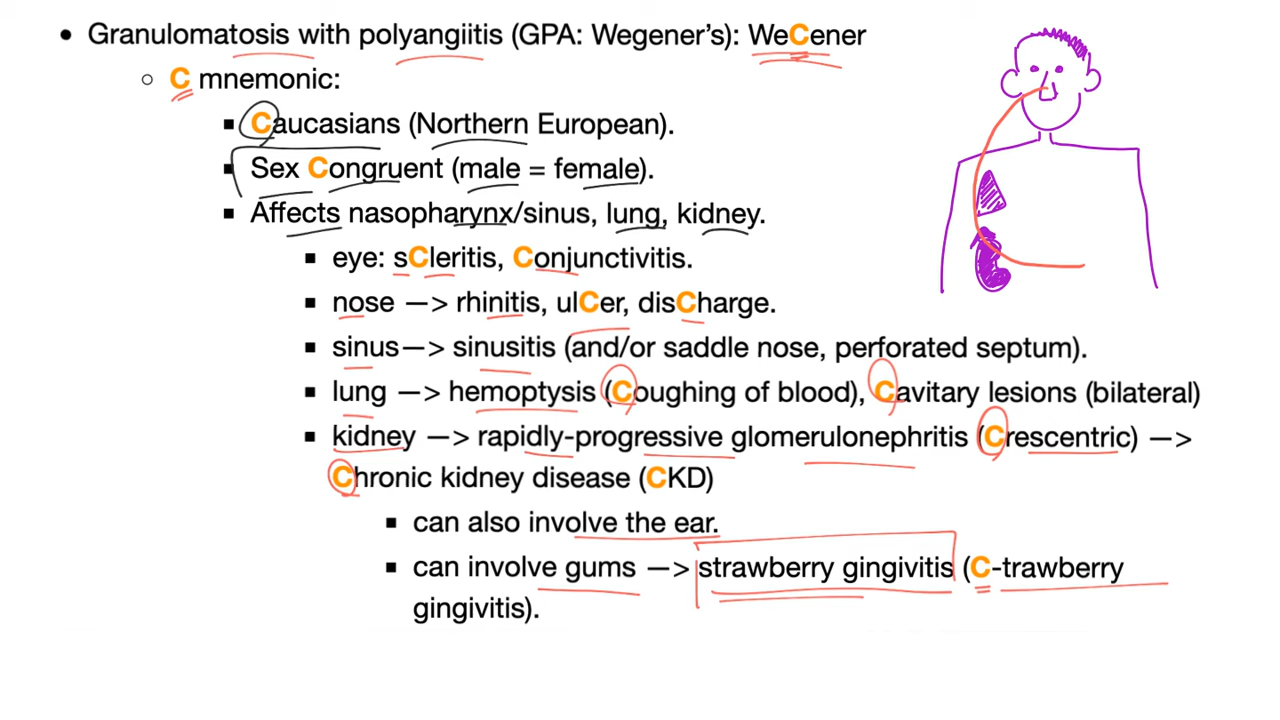 • Granulomatosis with polyangiitis (GPA: Wegener's): WeCener
○ C mnemonic:
▪ Caucasians (Northern European).
▪ Sex Congruent (male = female).
▪ Affects nasopharynx/sinus, lung, kidney.
▪ eye: sCleritis, Conjunctivitis.
▪ nose —> rhinitis, ulCer, disCharge.
▪ sinus—> sinusitis (and/or saddle nose, perforated septum).
▪ lung —> hemoptysis (Coughing of blood), Cavitary lesions (bilateral)
▪ kidney —> rapidly-progressive glomerulonephritis (Crescentric) —>
Chronic kidney disease (CKD)
▪ can also involve the ear.
▪ can involve gums —> strawberry gingivitis (C-trawberry
gingivitis).